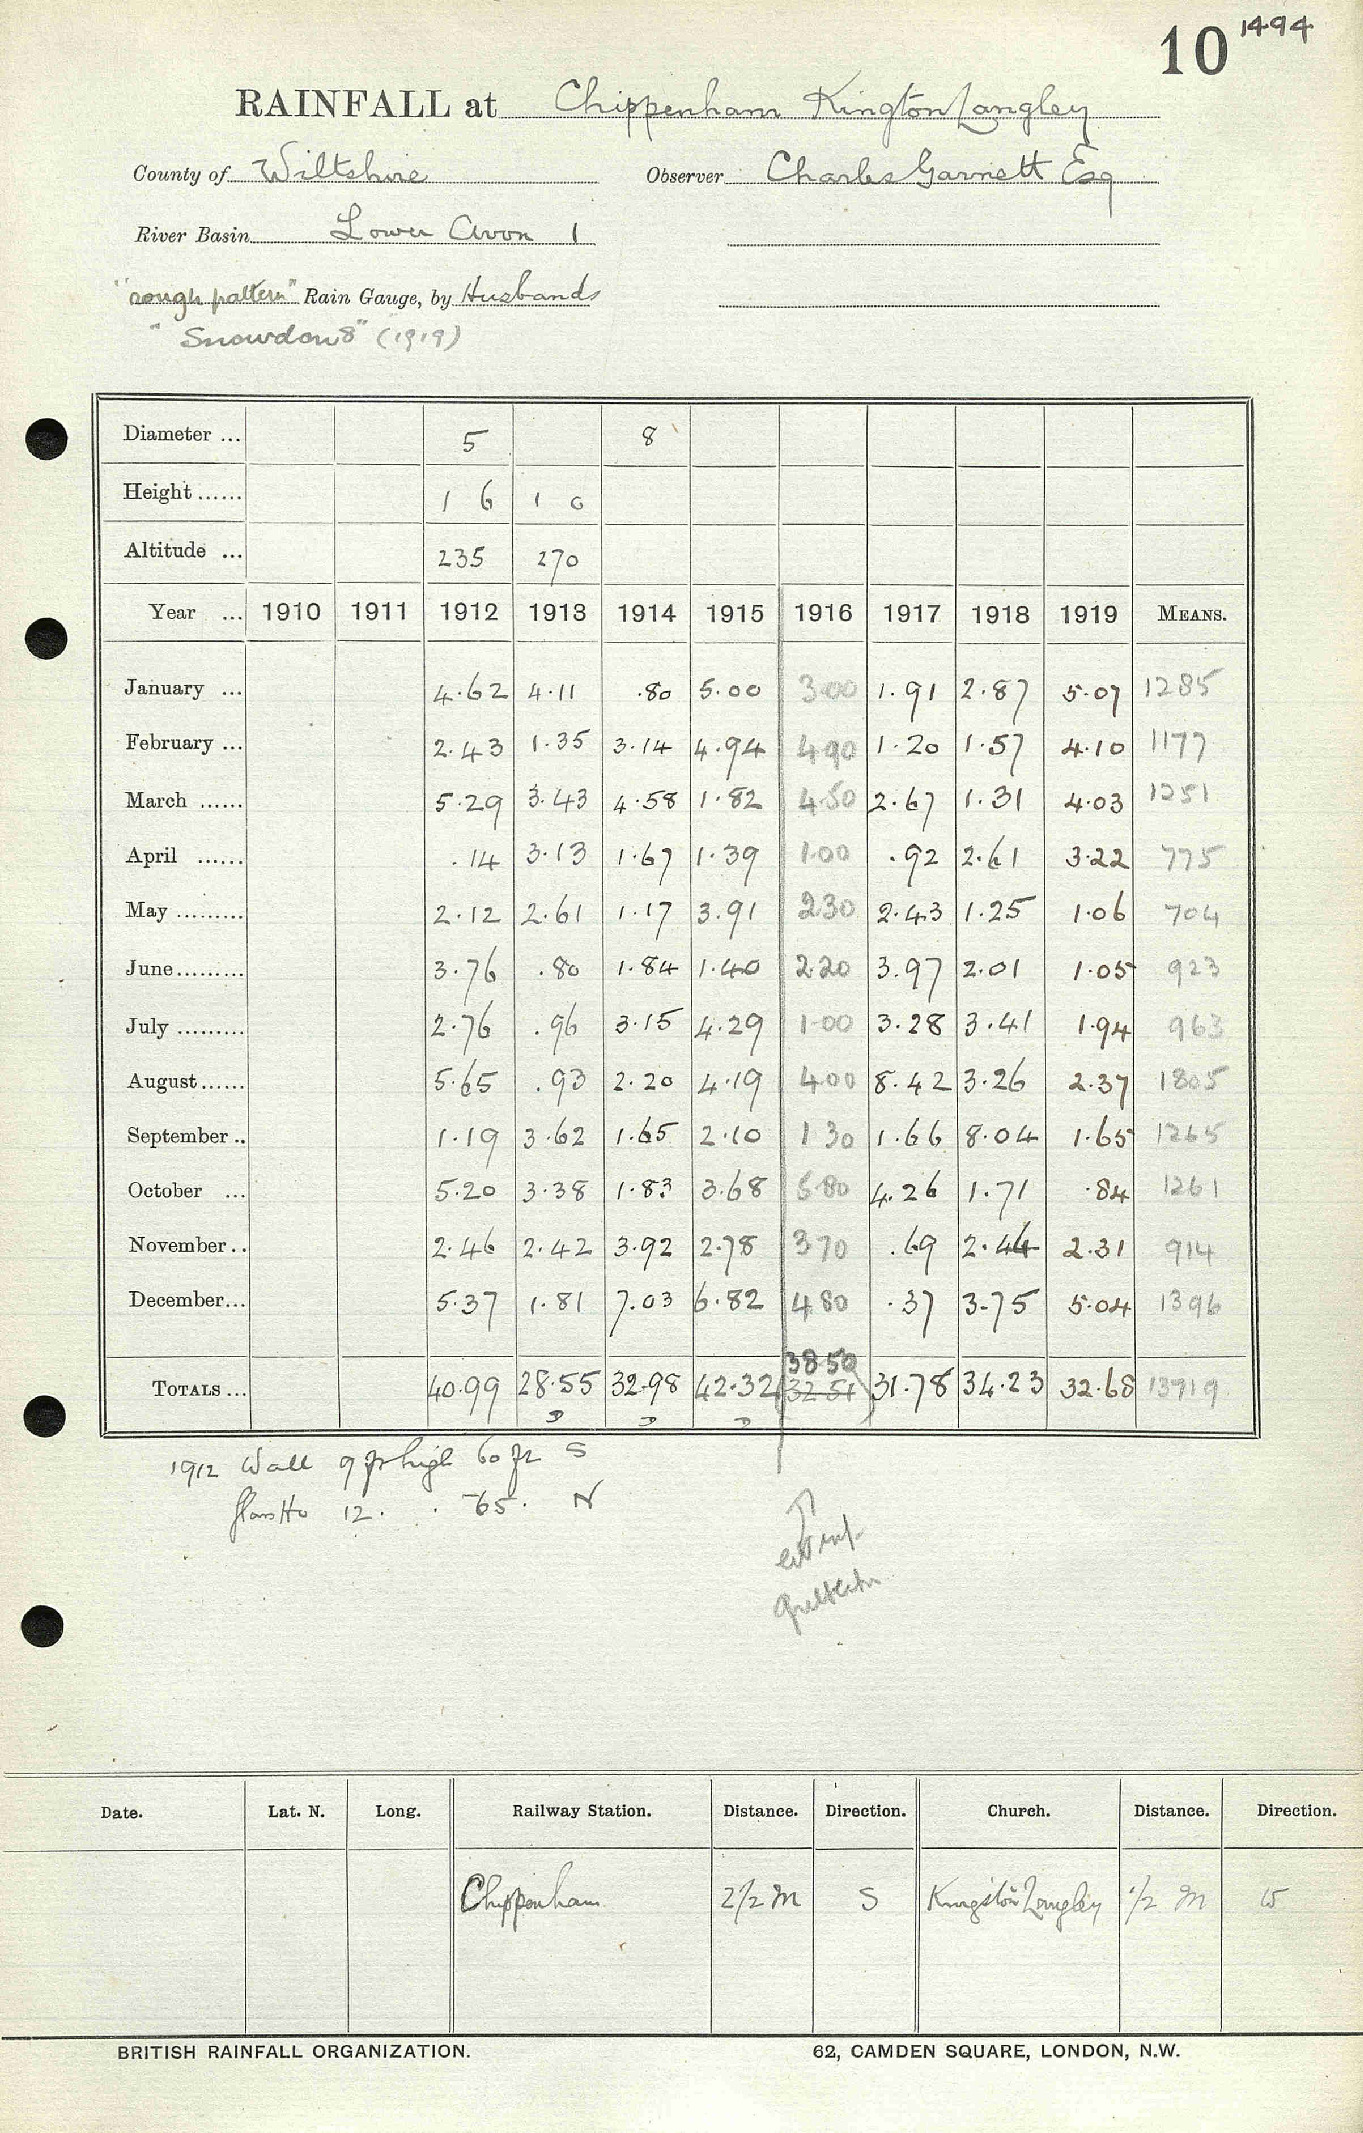 10 1494
RAINFALL at Chippenham Kington Langley
County of Wiltshire Observer Charles Garnett Esq
River Basin Lower Avon 1
"rough pattern" Rain Gauge, by Husbands
"Snowdon 8" (1919)
Diameter ... 5 8
Height ...... 1 6 1 0
Altitude ... 235 270
Year ... 1910 1911 1912 1913 1914 1915 1916 1917 1918 1919 MEANS.
January ... 4.62 4.11 .80 5.00 3.00 1.91 2.87 5.07 1285
February ... 2.43 1.35 3.14 4.94 4.90 1.20 1.57 4.10 1177
March ...... 5.29 3.43 4.58 1.82 4.50 2.67 1.31 4.03 1251
April ...... .14 3.13 1.67 1.39 1.00 .92 2.61 3.22 775
May ......... 2.12 2.61 1.17 3.91 2.30 2.43 1.25 1.06 704
June ......... 3.76 .80 1.84 1.40 2.20 3.97 2.01 1.05 923
July ......... 2.76 .96 3.15 4.29 1.00 3.28 3.41 1.94 963
August ...... 5.65 .93 2.20 4.19 4.00 8.42 3.26 2.37 1805
September .. 1.19 3.62 1.65 2.10 1 30 1.66 8.04 1.65 1265
October ... 5.20 3.38 1.83 3.68 5.80 4.26 1.71 .84 1261
November .. 2.46 2.42 3.92 2.78 3 70 .69 2.44 2.31 914
December ... 5.37 1.81 7.03 6.82 4.80 .37 3.75 5.04 1396
38.50
TOTALS ... 40.99 28.55 32.98 42.32 32.51 31.78 34.23 32.68 13919
1912 Wall 9 ft high 60 ft S
12 . . 65 . N
Date. Lat. N. Long. Railway Station. Distance. Direction. Church. Distance. Direction.
Chippenham 2 1/2 M S Kington Langley 1/2 M W
BRITISH RAINFALL ORGANIZATION. 62, CAMDEN SQUARE, LONDON, N.W.